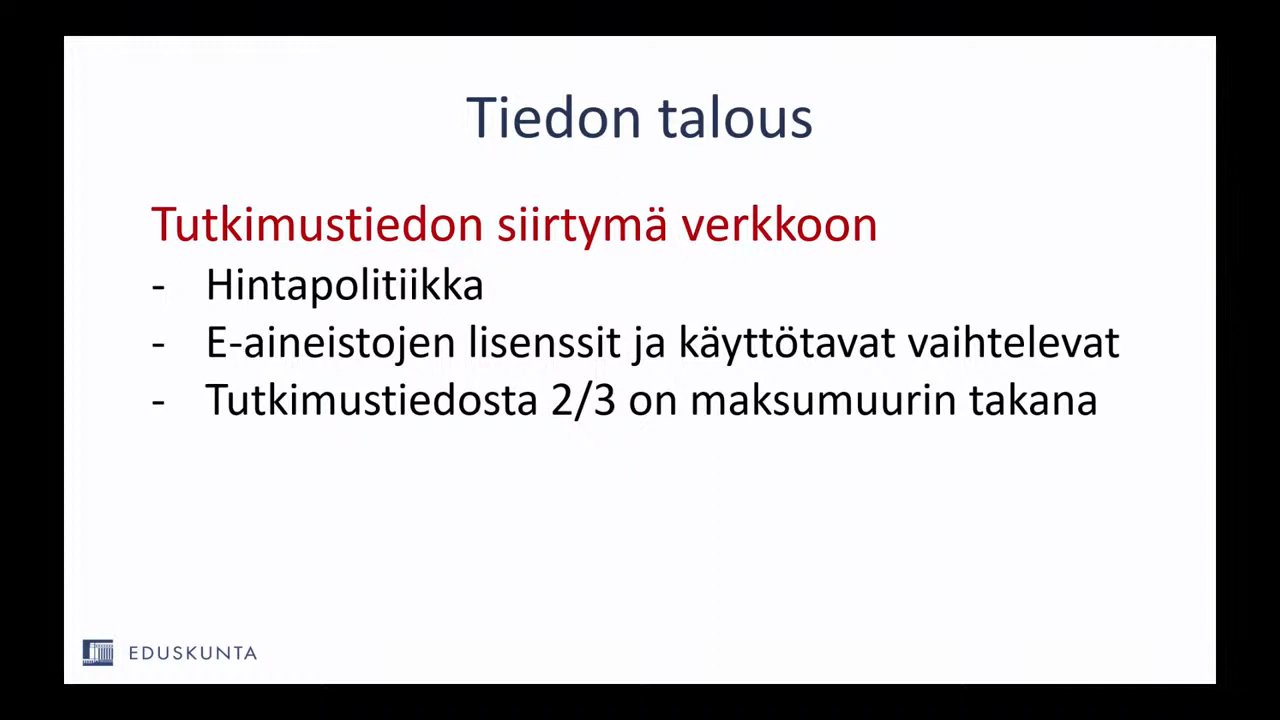 Tiedon talous
Tutkimustiedon siirtymä verkkoon
- Hintapolitiikka
- E-aineistojen lisenssit ja käyttötavat vaihtelevat
- Tutkimustiedosta 2/3 on maksumuurin takana
EDUSKUNTA